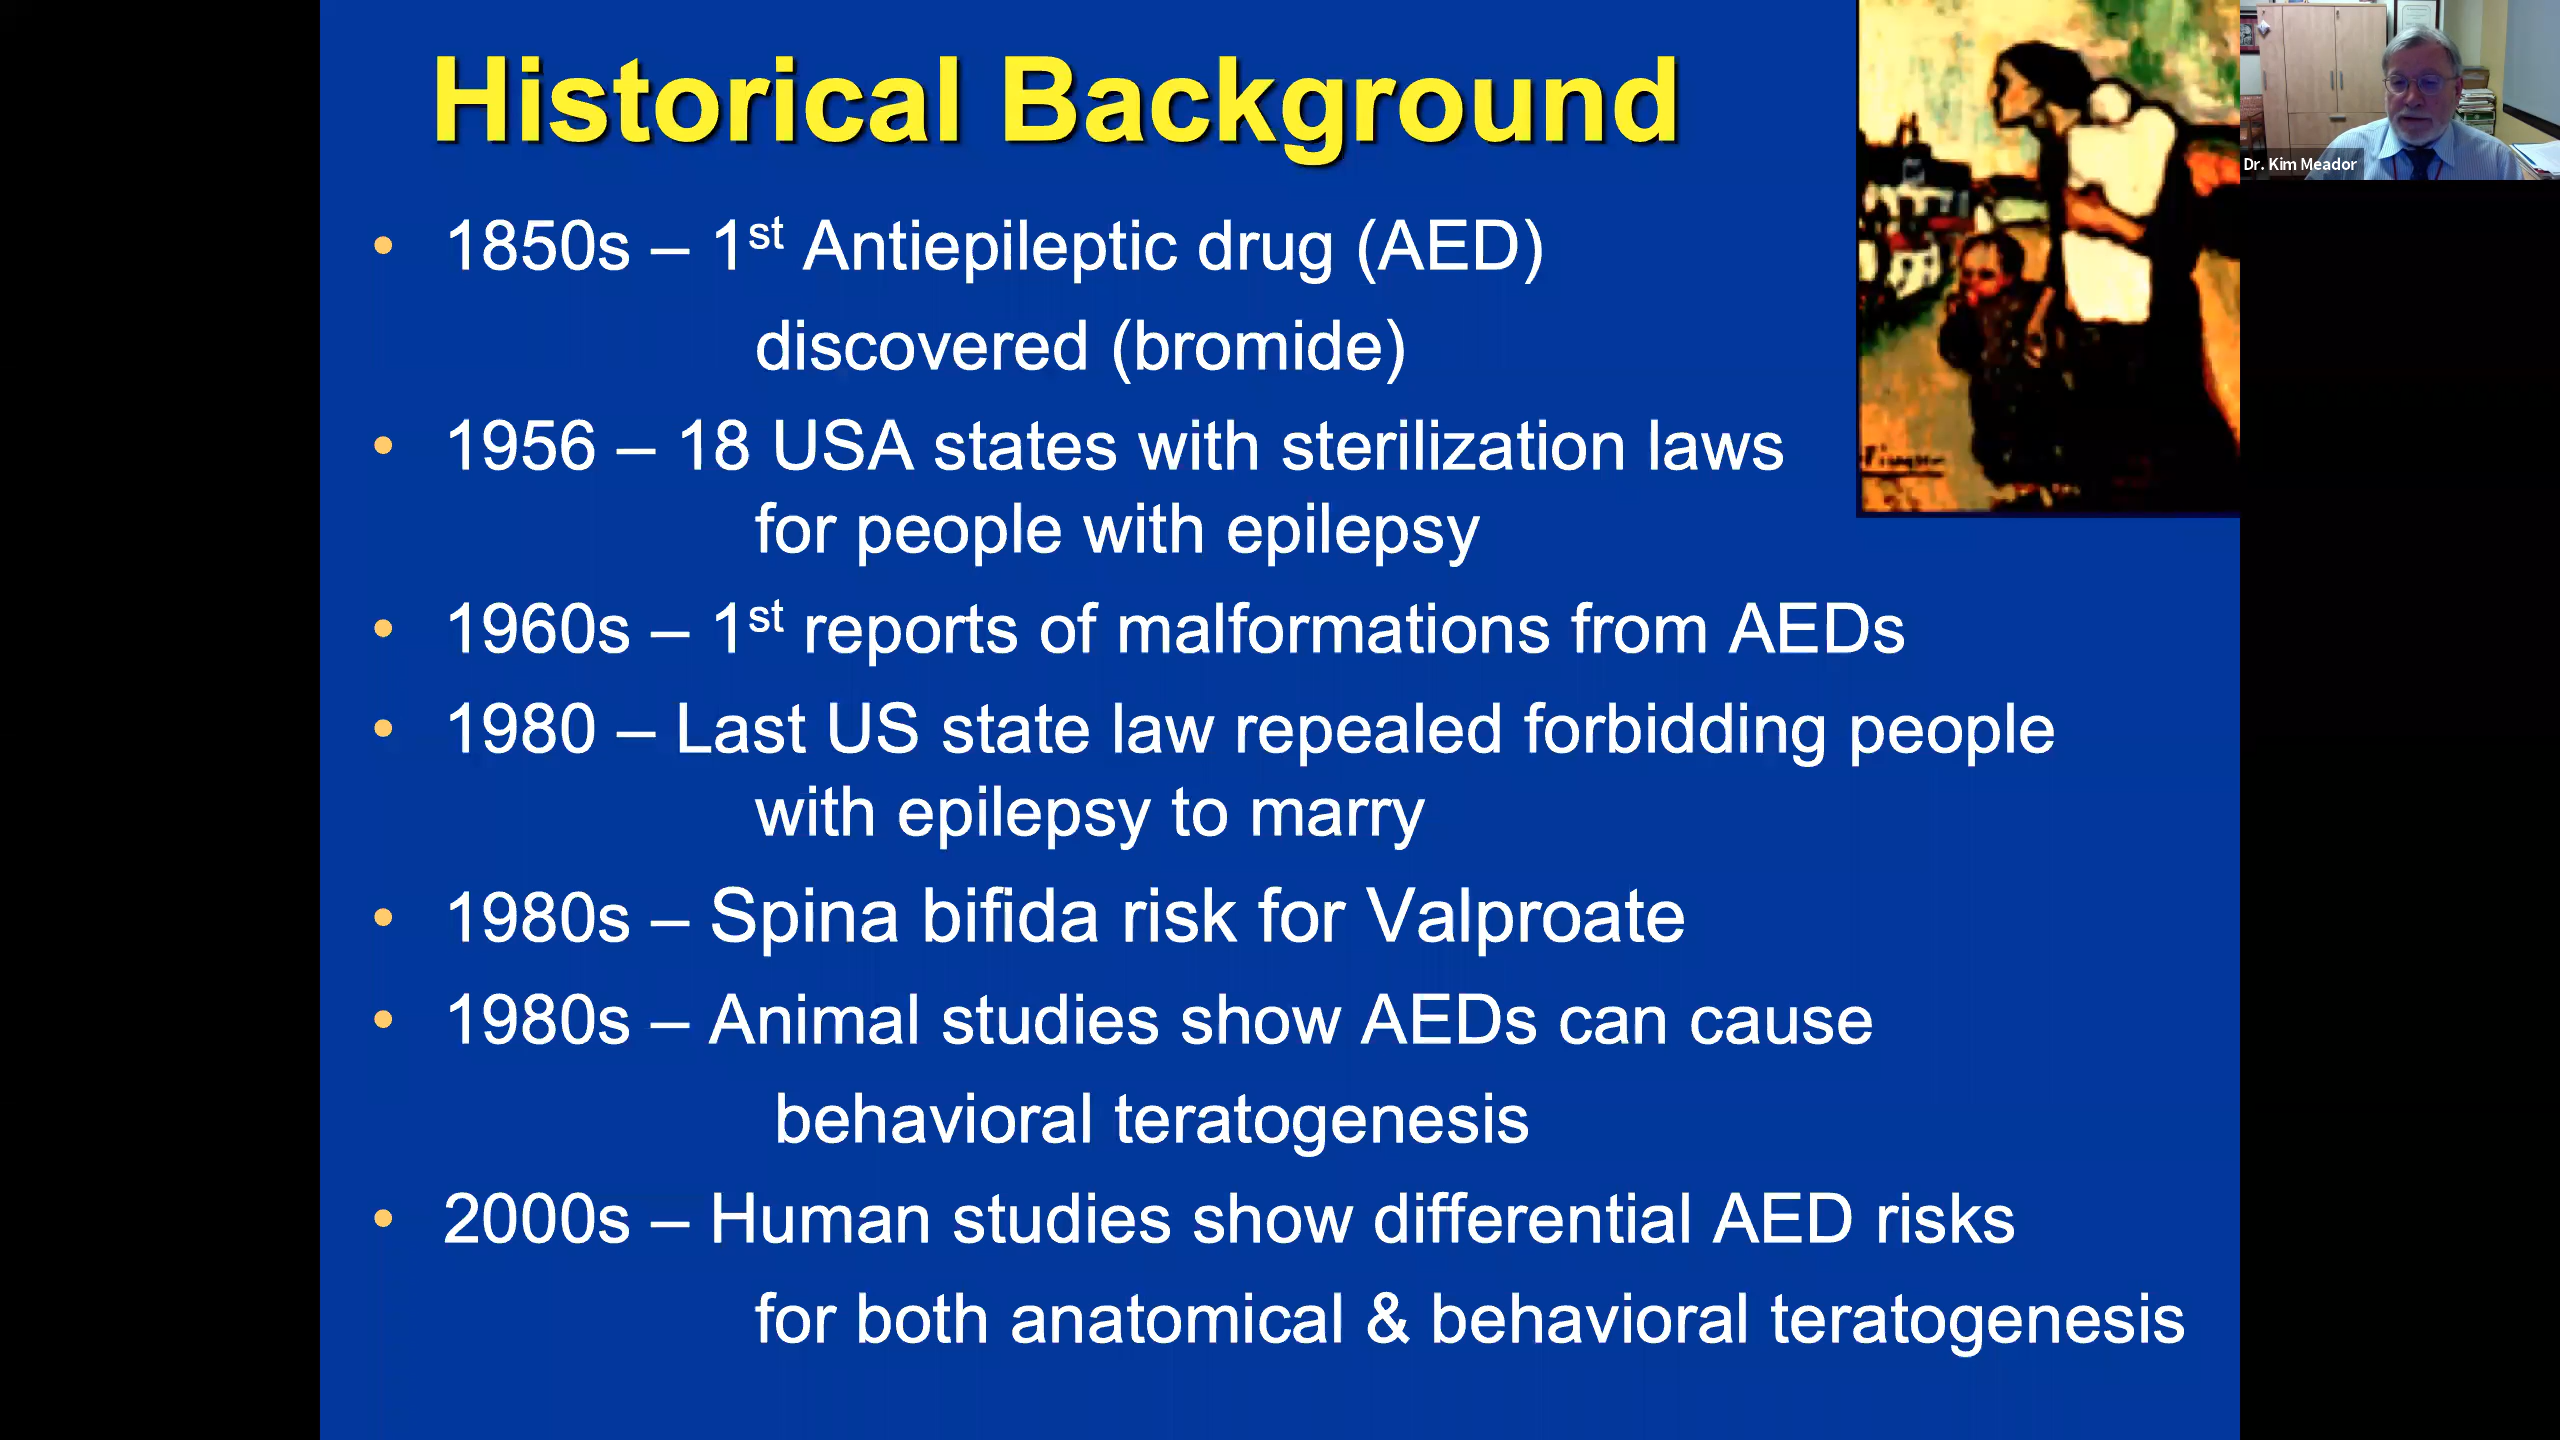 Historical Background
• 1850s – 1st Antiepileptic drug (AED)
discovered (bromide)
• 1956 – 18 USA states with sterilization laws
for people with epilepsy
• 1960s – 1st reports of malformations from AEDs
• 1980 – Last US state law repealed forbidding people
with epilepsy to marry
• 1980s – Spina bifida risk for Valproate
• 1980s – Animal studies show AEDs can cause
behavioral teratogenesis
• 2000s – Human studies show differential AED risks
for both anatomical & behavioral teratogenesis
Picasso
Dr. Kim Meador